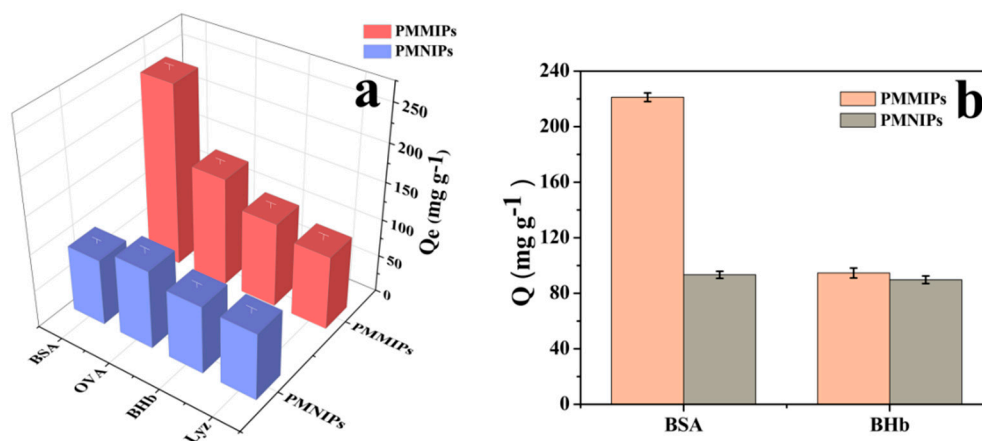 PMMIPs
PMNIPs
a
250
200
150
100
50
0
Qe (mg g-1)
BSA
OVA
BHb
Lyz
PMNIPs
PMMIPs
b
PMMIPs
PMNIPs
240
200
160
120
80
40
0
Q (mg g-1)
BSA
BHb